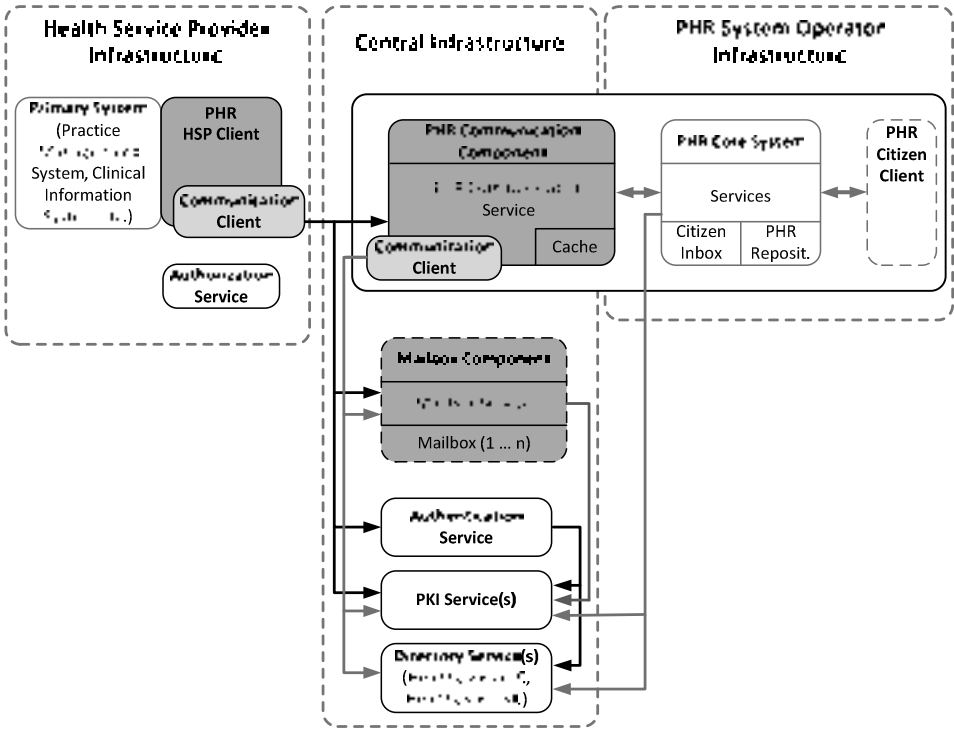 Health Service Provider
Infrastructure
Central Infrastructure
PHR System Operator
Infrastructure
Primary System
(Practice
System, Clinical
Information
PHR
HSP Client
Communication
Client
Authorization
Service
PHR Communication
Component
Service
Cache
Communication
Client
PHR Core System
Services
Citizen
Inbox
PHR
Reposit.
PHR
Citizen
Client
Mailbox Component
Mailbox (1 ... n)
Authentication
Service
PKI Service(s)
Directory Service(s)